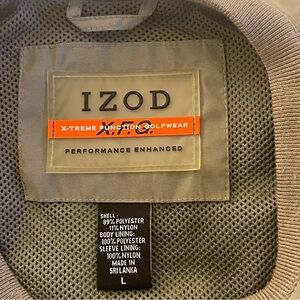 IZOD
X-TREME FUNCTION GOLFWEAR
X.F.G.
PERFORMANCE ENHANCED
SHELL:
89% POLYESTER
11% NYLON
BODY LINING:
100% POLYESTER
SLEEVE LINING:
100% NYLON
MADE IN
SRI LANKA
L